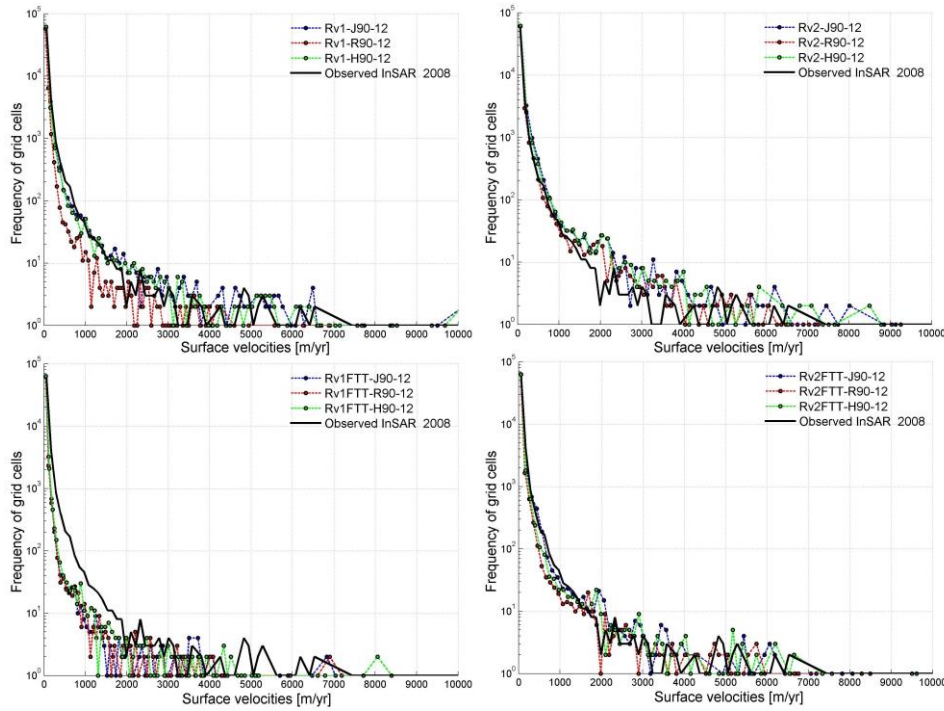 10^5
10^4
10^3
10^2
10^1
10^0
Frequency of grid cells
Rv1-J90-12
Rv1-R90-12
Rv1-H90-12
Observed InSAR 2008
0 1000 2000 3000 4000 5000 6000 7000 8000 9000 10000
Surface velocities [m/yr]
10^5
10^4
10^3
10^2
10^1
10^0
Frequency of grid cells
Rv2-J90-12
Rv2-R90-12
Rv2-H90-12
Observed InSAR 2008
0 1000 2000 3000 4000 5000 6000 7000 8000 9000 10000
Surface velocities [m/yr]
10^5
10^4
10^3
10^2
10^1
10^0
Frequency of grid cells
Rv1FTT-J90-12
Rv1FTT-R90-12
Rv1FTT-H90-12
Observed InSAR 2008
0 1000 2000 3000 4000 5000 6000 7000 8000 9000 10000
Surface velocities [m/yr]
10^5
10^4
10^3
10^2
10^1
10^0
Frequency of grid cells
Rv2FTT-J90-12
Rv2FTT-R90-12
Rv2FTT-H90-12
Observed InSAR 2008
0 1000 2000 3000 4000 5000 6000 7000 8000 9000 10000
Surface velocities [m/yr]